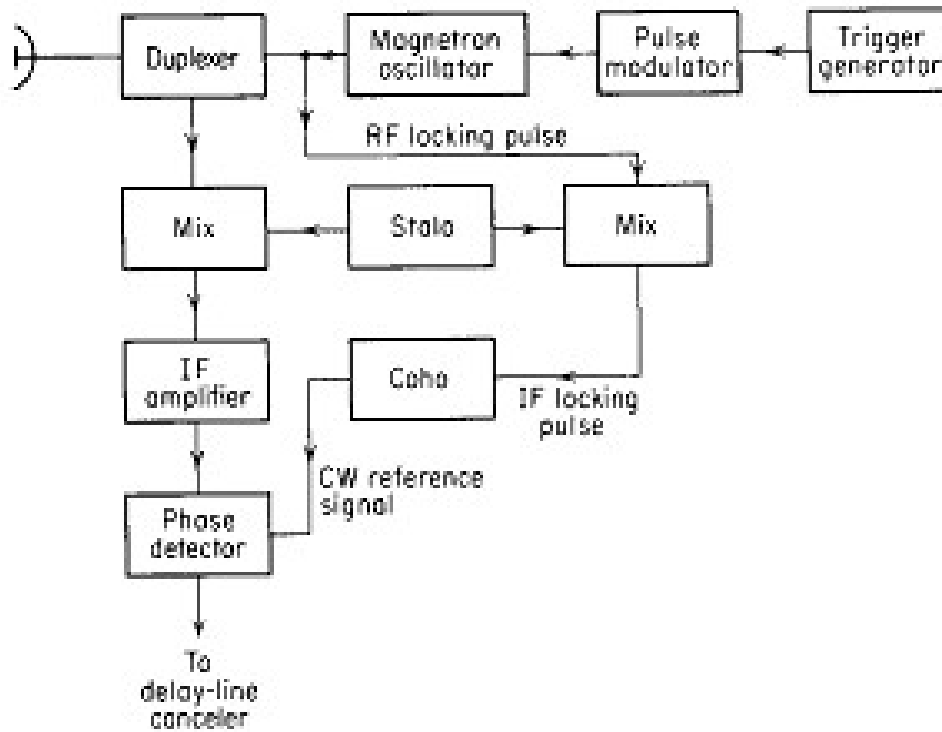 Duplexer
Magnetron
oscillator
Pulse
modulator
Trigger
generator
RF locking pulse
Mix
Stalo
Mix
IF
amplifier
Coho
IF locking
pulse
CW reference
signal
Phase
detector
To
delay-line
canceler